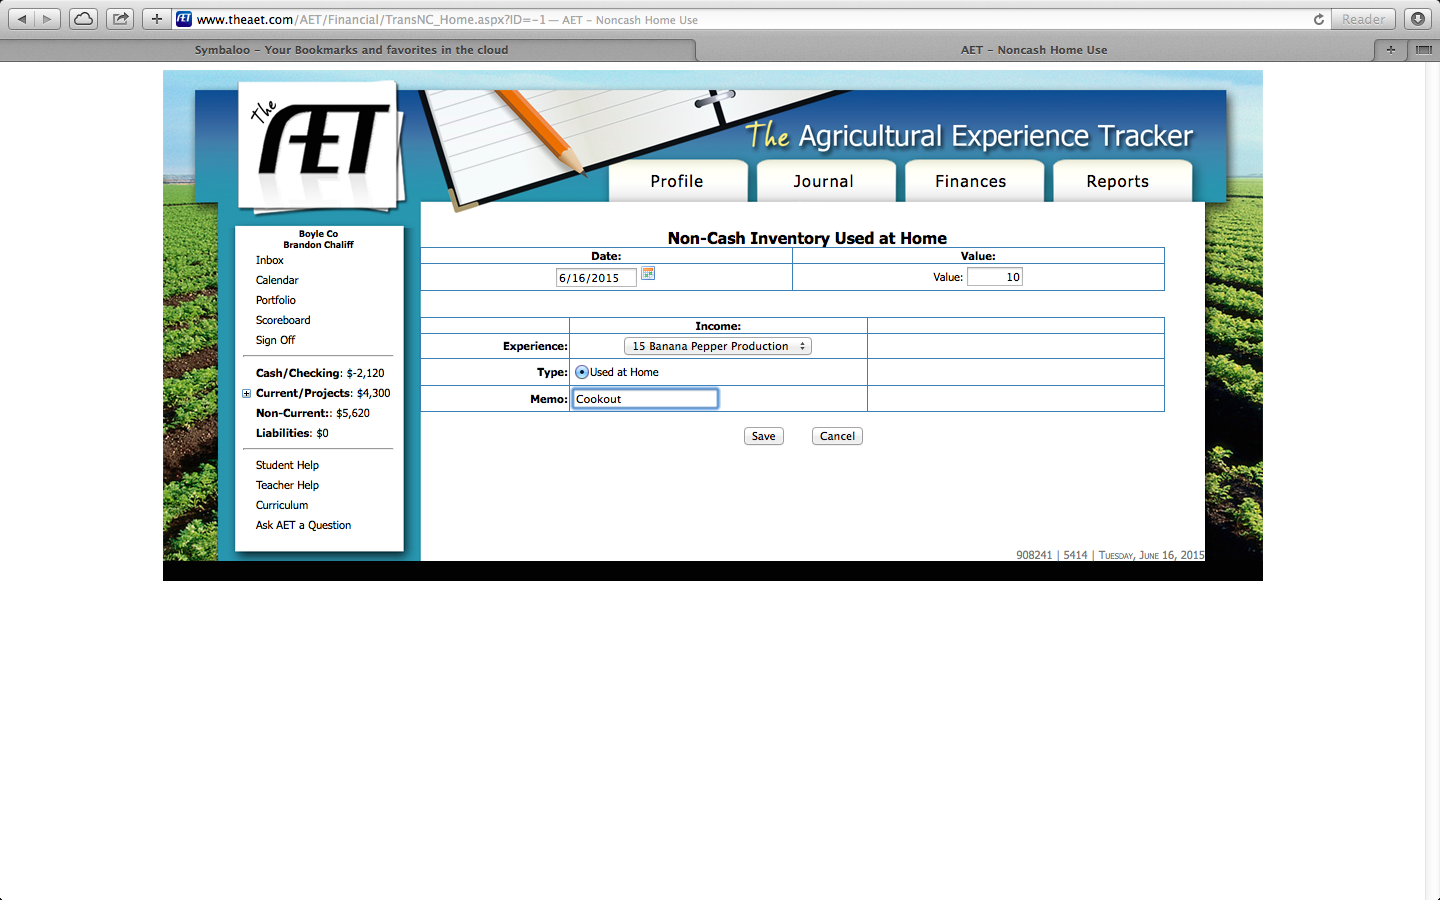 www.theaet.com/AET/Financial/TransNC_Home.aspx?ID=-1 — AET - Noncash Home Use
Reader
Symbaloo - Your Bookmarks and favorites in the cloud
AET - Noncash Home Use
The AET
The Agricultural Experience Tracker
Profile
Journal
Finances
Reports
Boyle Co
Brandon Chaliff
Inbox
Calendar
Portfolio
Scoreboard
Sign Off
Cash/Checking: $-2,120
Current/Projects: $4,300
Non-Current:: $5,620
Liabilities: $0
Student Help
Teacher Help
Curriculum
Ask AET a Question
Non-Cash Inventory Used at Home
Date:
Value:
6/16/2015
Value: 10
Income:
Experience: 15 Banana Pepper Production
Type: Used at Home
Memo: Cookout
Save
Cancel
908241 | 5414 | Tuesday, June 16, 2015